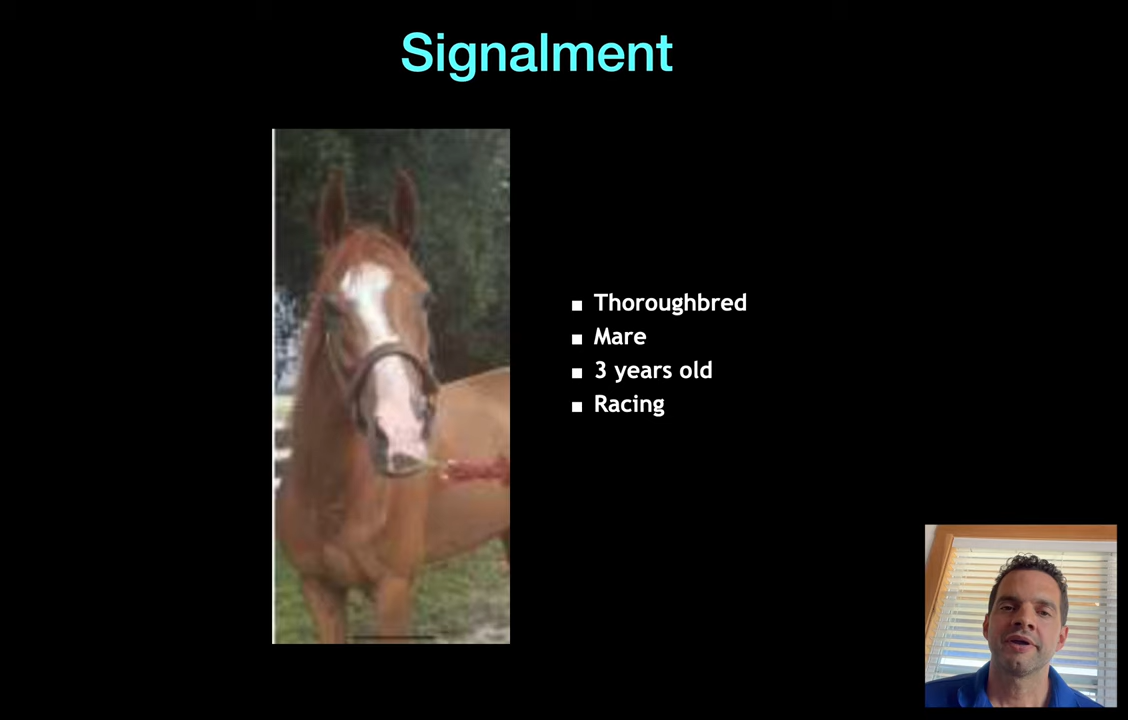 Signalment
Thoroughbred
Mare
3 years old
Racing